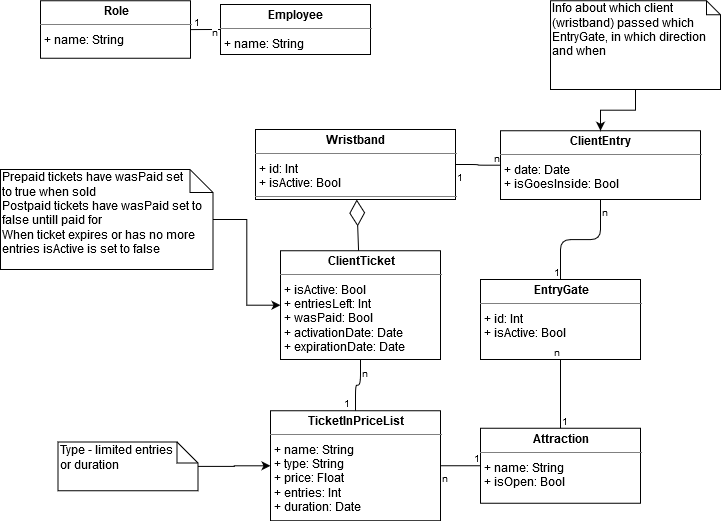 Role
+ name: String
1
n
Employee
+ name: String
Info about which client
(wristband) passed which
EntryGate, in which direction
and when
Wristband
+ id: Int
+ isActive: Bool
1
n
ClientEntry
+ date: Date
+ isGoesInside: Bool
n
Prepaid tickets have wasPaid set
to true when sold
Postpaid tickets have wasPaid set to
false untill paid for
When ticket expires or has no more
entries isActive is set to false
ClientTicket
+ isActive: Bool
+ entriesLeft: Int
+ wasPaid: Bool
+ activationDate: Date
+ expirationDate: Date
n
1
1
EntryGate
+ id: Int
+ isActive: Bool
n
1
Type - limited entries
or duration
TicketInPriceList
+ name: String
+ type: String
+ price: Float
+ entries: Int
+ duration: Date
n
1
Attraction
+ name: String
+ isOpen: Bool